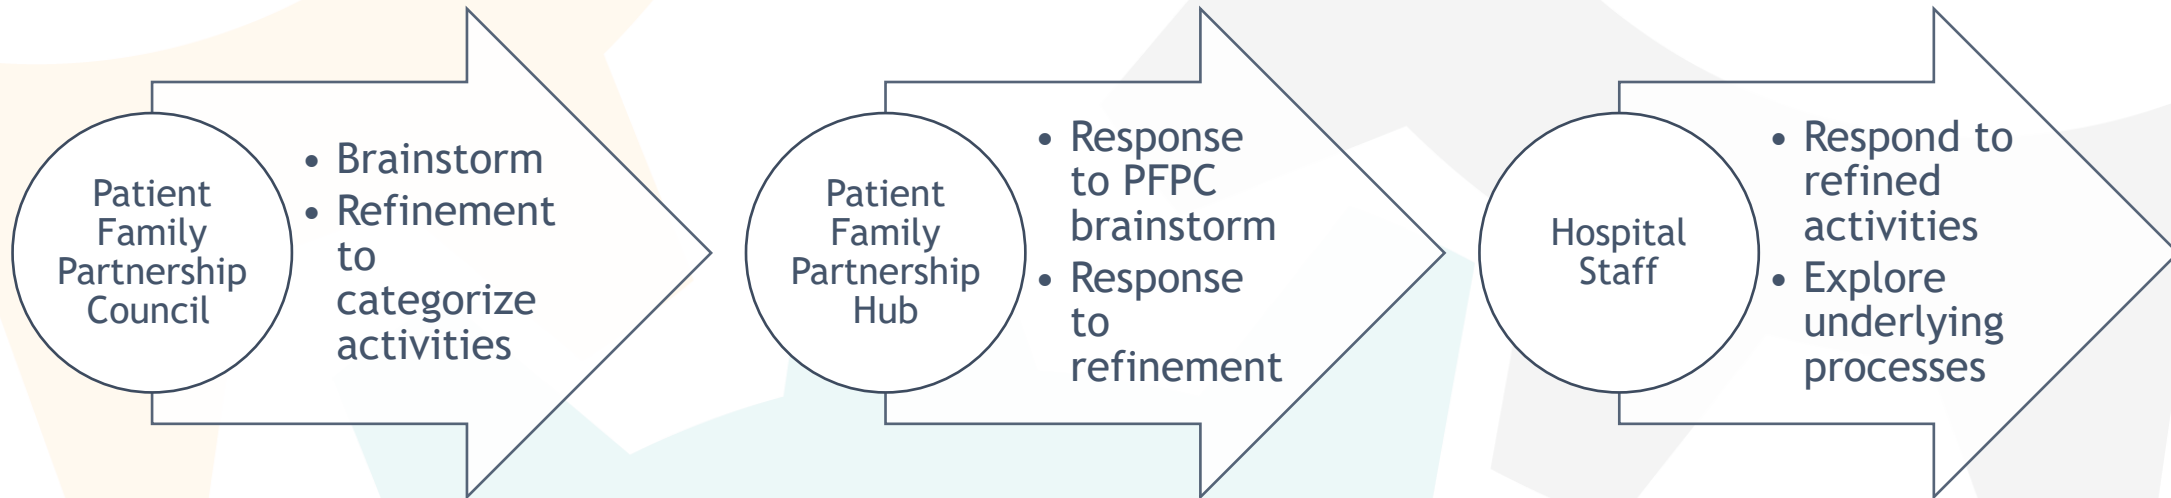 Patient
Family
Partnership
Council
• Brainstorm
• Refinement
to
categorize
activities
Patient
Family
Partnership
Hub
• Response
to PFPC
brainstorm
• Response
to
refinement
Hospital
Staff
• Respond to
refined
activities
• Explore
underlying
processes